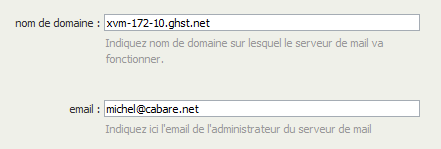 nom de domaine : xvm-172-10.ghst.net
Indiquez nom de domaine sur lesquel le serveur de mail va
fonctionner.
email : michel@cabare.net
Indiquez ici l'email de l'administrateur du serveur de mail